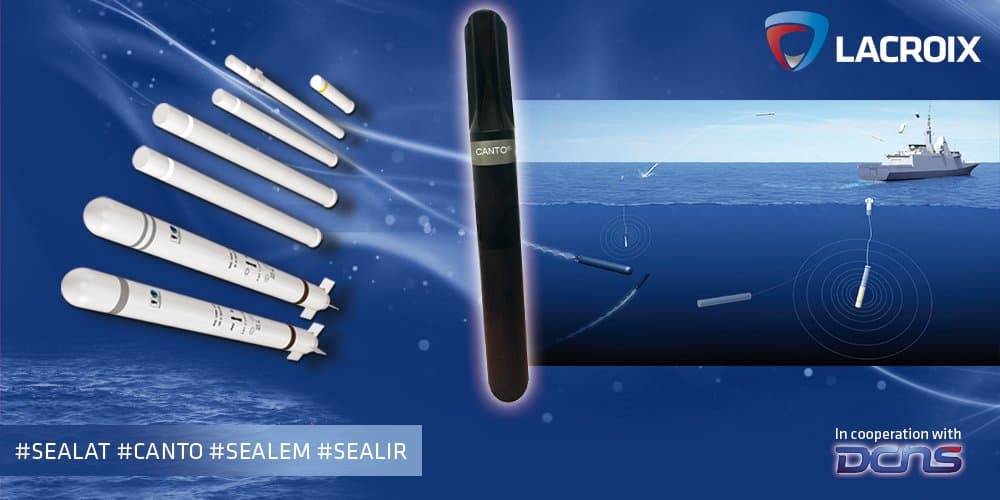 LACROIX
CANTO
#SEALAT #CANTO #SEALEM #SEALIR
In cooperation with
DCNS